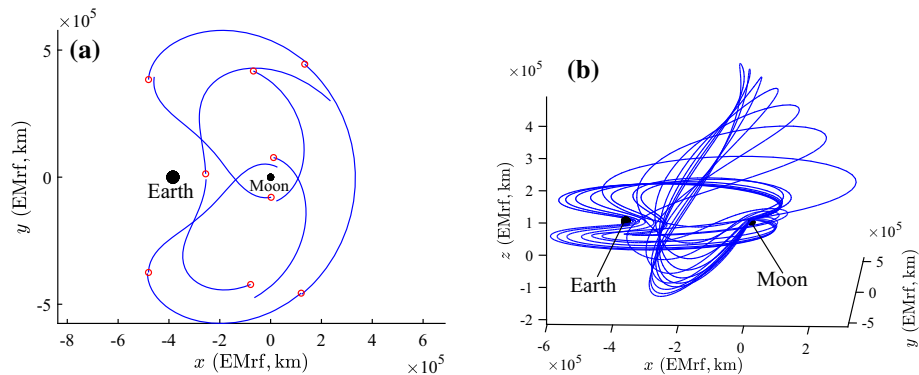 ×10⁵
(a)
5
0
-5
y (EMrf, km)
Earth
Moon
-8 -6 -4 -2 0 2 4 6
x (EMrf, km)
×10⁵
×10⁵
(b)
4
3
2
1
0
-1
-2
z (EMrf, km)
Earth
Moon
-6 -4 -2 0 2
×10⁵
x (EMrf, km)
×10⁵
5
0
-5
y (EMrf, km)